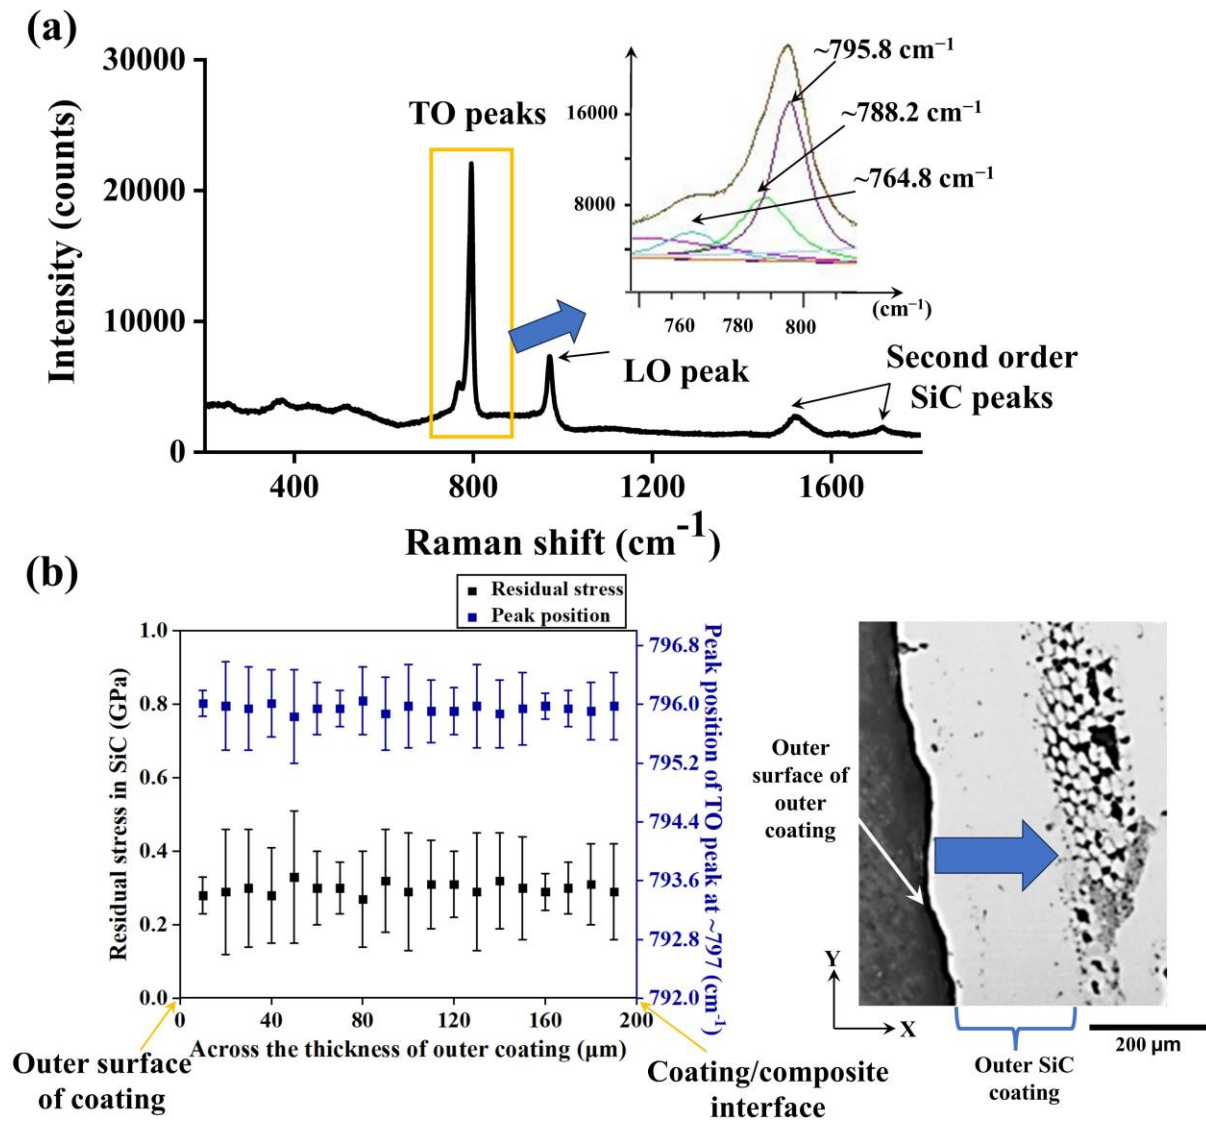 (a)
30000
20000
10000
0
Intensity (counts)
400
800
1200
1600
Raman shift (cm⁻¹)
TO peaks
LO peak
Second order
SiC peaks
16000
8000
760
780
800
(cm⁻¹)
~795.8 cm⁻¹
~788.2 cm⁻¹
~764.8 cm⁻¹
(b)
Residual stress
Peak position
1.0
0.8
0.6
0.4
0.2
0.0
Residual stress in SiC (GPa)
796.8
796.0
795.2
794.4
793.6
792.8
792.0
Peak position of TO peak at ~797 (cm⁻¹)
0
40
80
120
160
200
Across the thickness of outer coating (µm)
Outer surface
of coating
Coating/composite
interface
Outer
surface of
outer
coating
Y
X
Outer SiC
coating
200 µm